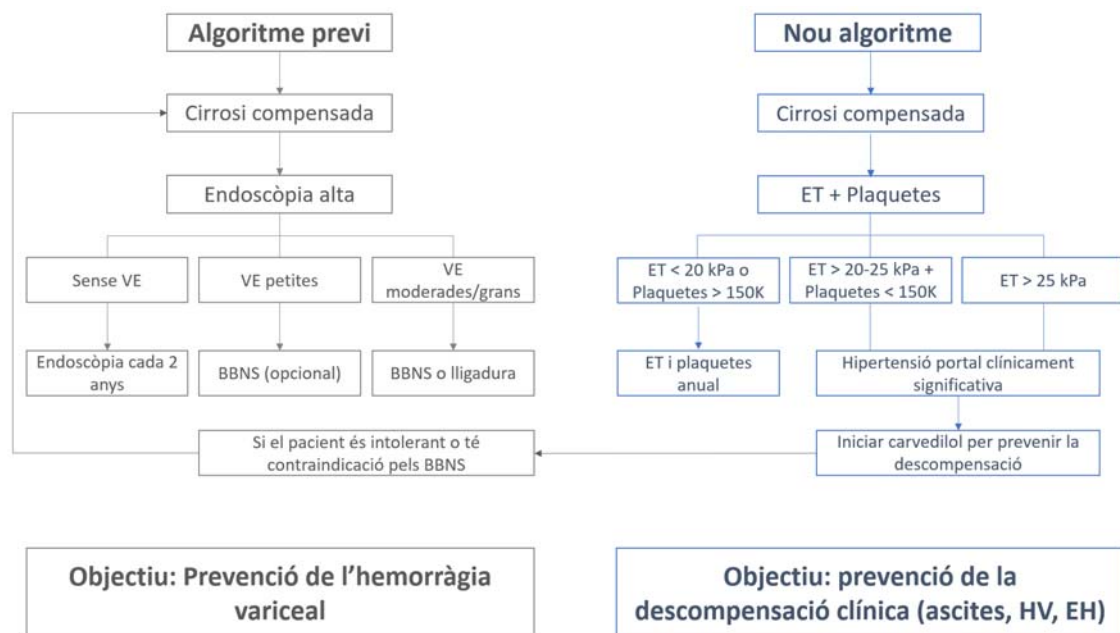 Algoritme previ
Cirrosi compensada
Endoscòpia alta
Sense VE
VE petites
VE
moderades/grans
Endoscòpia cada 2
anys
BBNS (opcional)
BBNS o lligadura
Si el pacient és intolerant o té
contraindicació pels BBNS
Objectiu: Prevenció de l’hemorràgia
variceal
Nou algoritme
Cirrosi compensada
ET + Plaquetes
ET < 20 kPa o
Plaquetes > 150K
ET > 20-25 kPa +
Plaquetes < 150K
ET > 25 kPa
ET i plaquetes
anual
Hipertensió portal clínicament
significativa
Iniciar carvedilol per prevenir la
descompensació
Objectiu: prevenció de la
descompensació clínica (ascites, HV, EH)